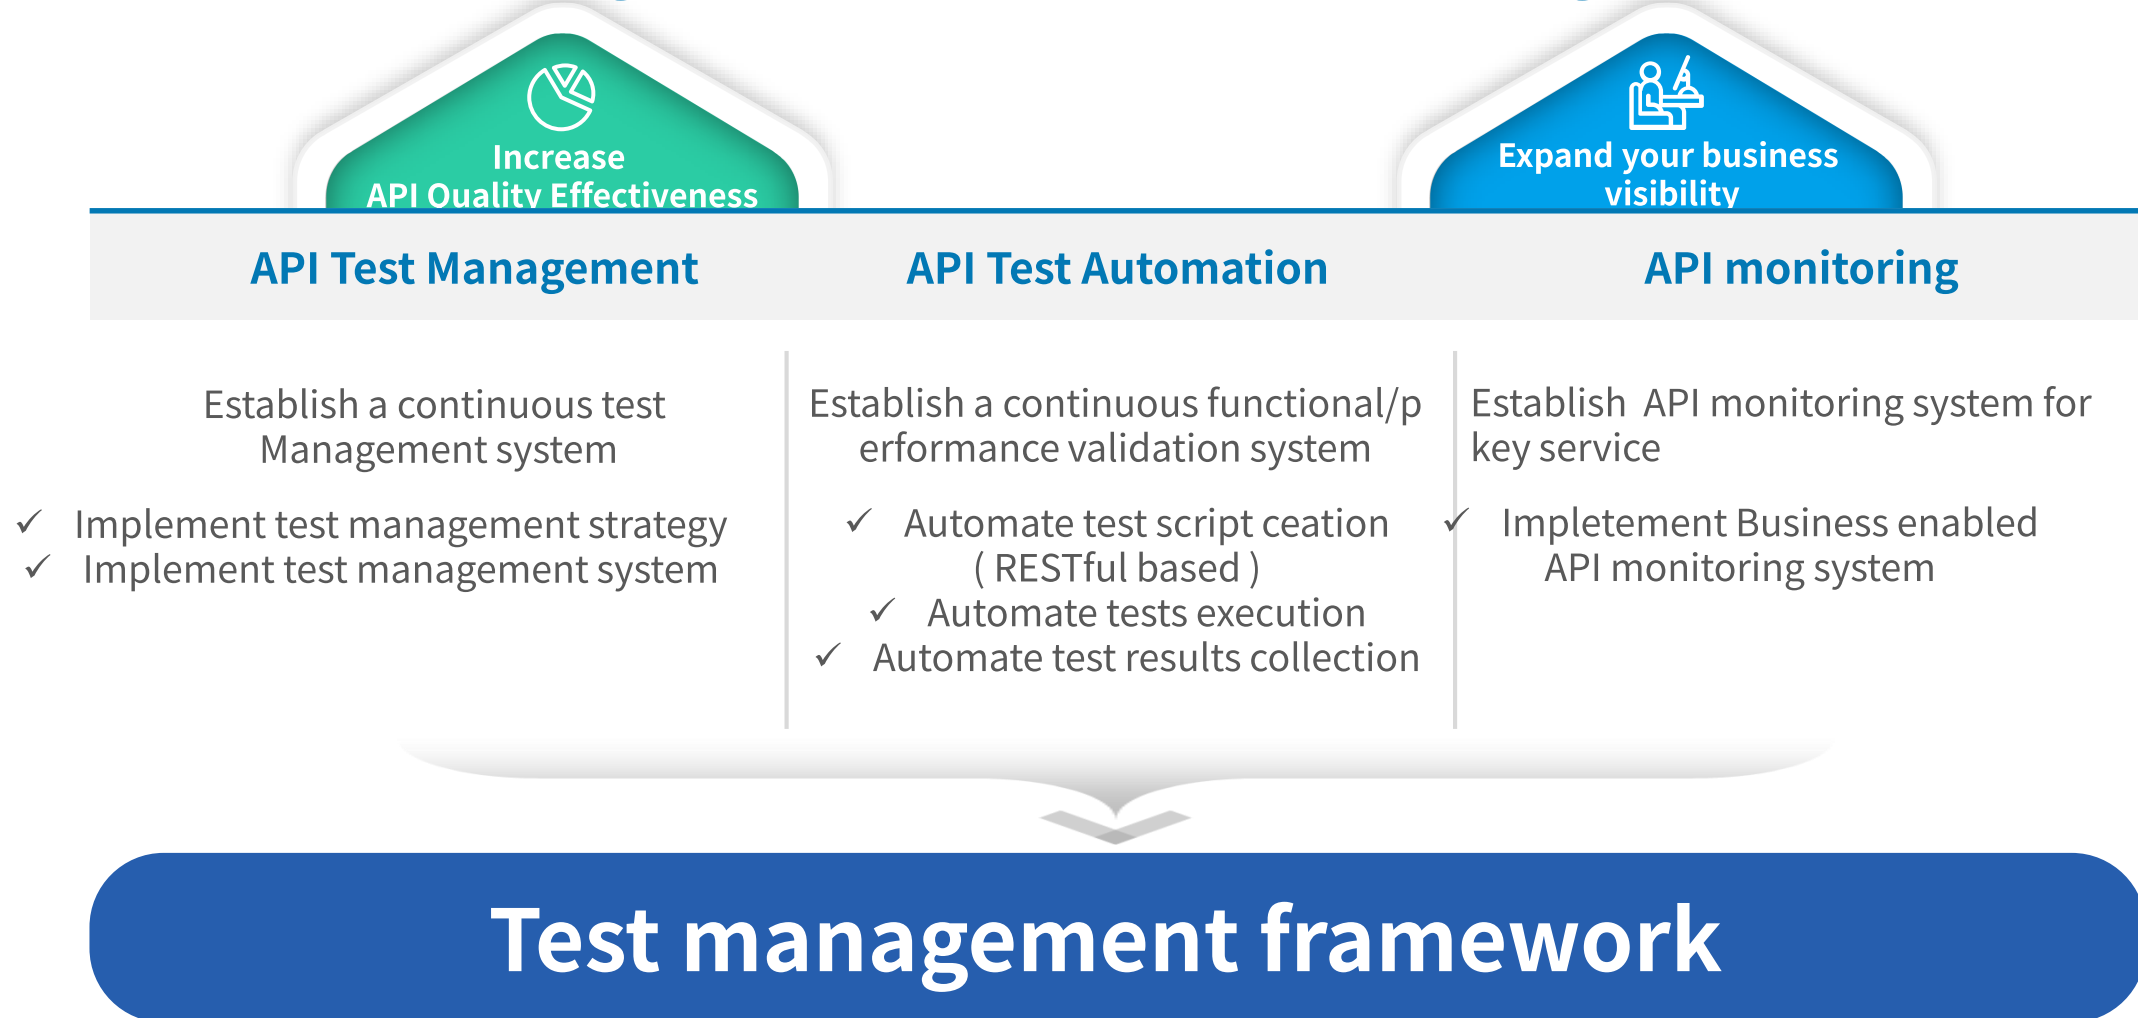 Increase
API Quality Effectiveness
Expand your business
visibility
API Test Management
API Test Automation
API monitoring
Establish a continuous test
Management system
✓ Implement test management strategy
✓ Implement test management system
Establish a continuous functional/p
erformance validation system
✓ Automate test script ceation
( RESTful based )
✓ Automate tests execution
✓ Automate test results collection
Establish API monitoring system for
key service
✓ Impletement Business enabled
API monitoring system
Test management framework